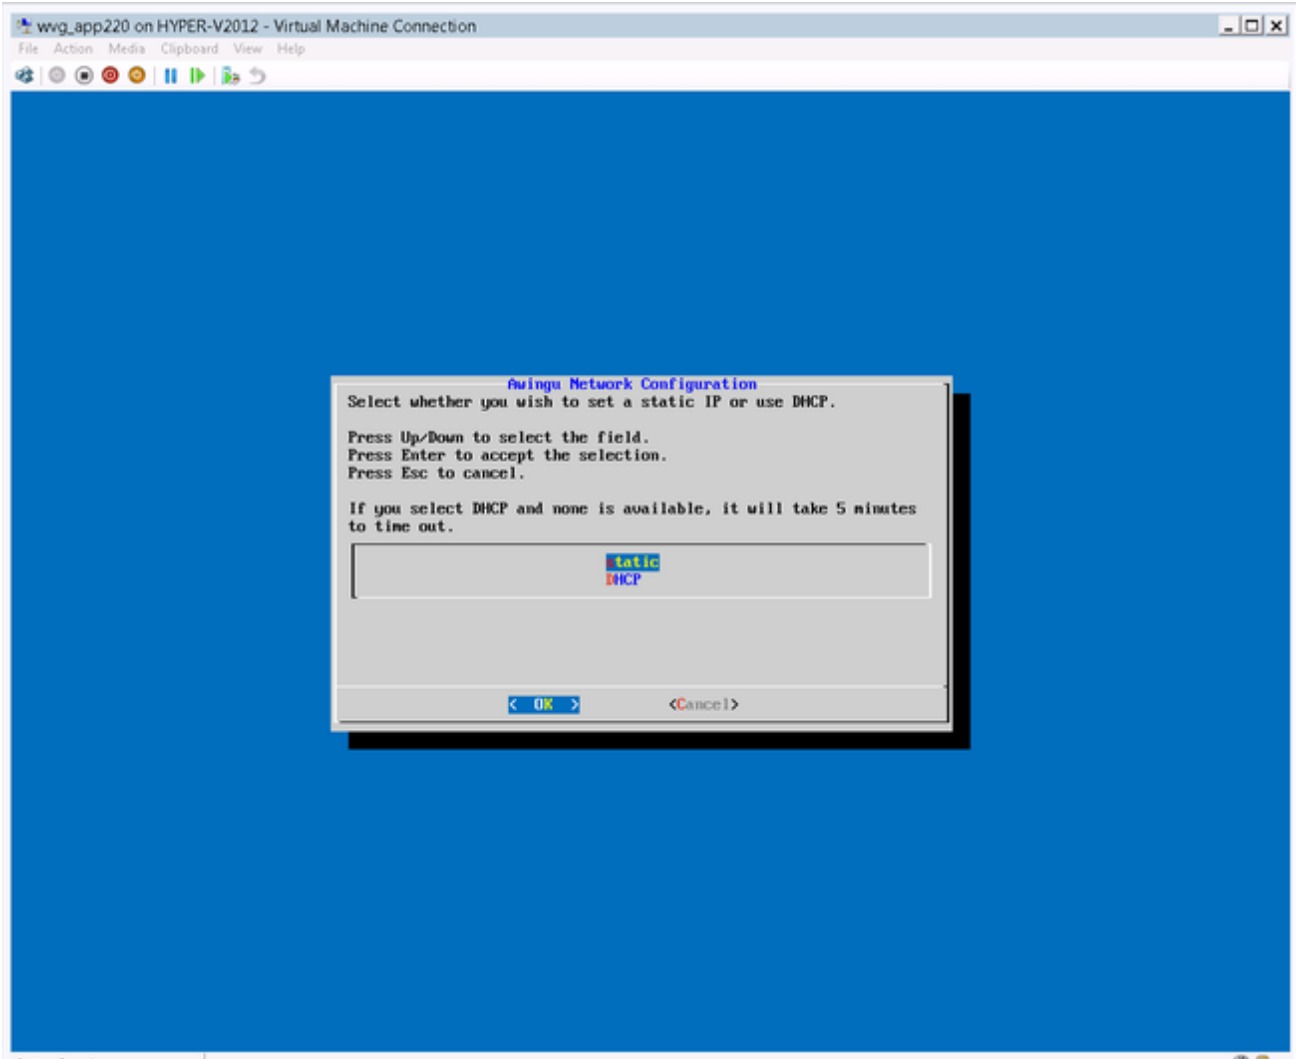 wvg_app220 on HYPER-V2012 - Virtual Machine Connection
File Action Media Clipboard View Help
Awingu Network Configuration
Select whether you wish to set a static IP or use DHCP.
Press Up/Down to select the field.
Press Enter to accept the selection.
Press Esc to cancel.
If you select DHCP and none is available, it will take 5 minutes
to time out.
static
DHCP
< OK > <Cancel>